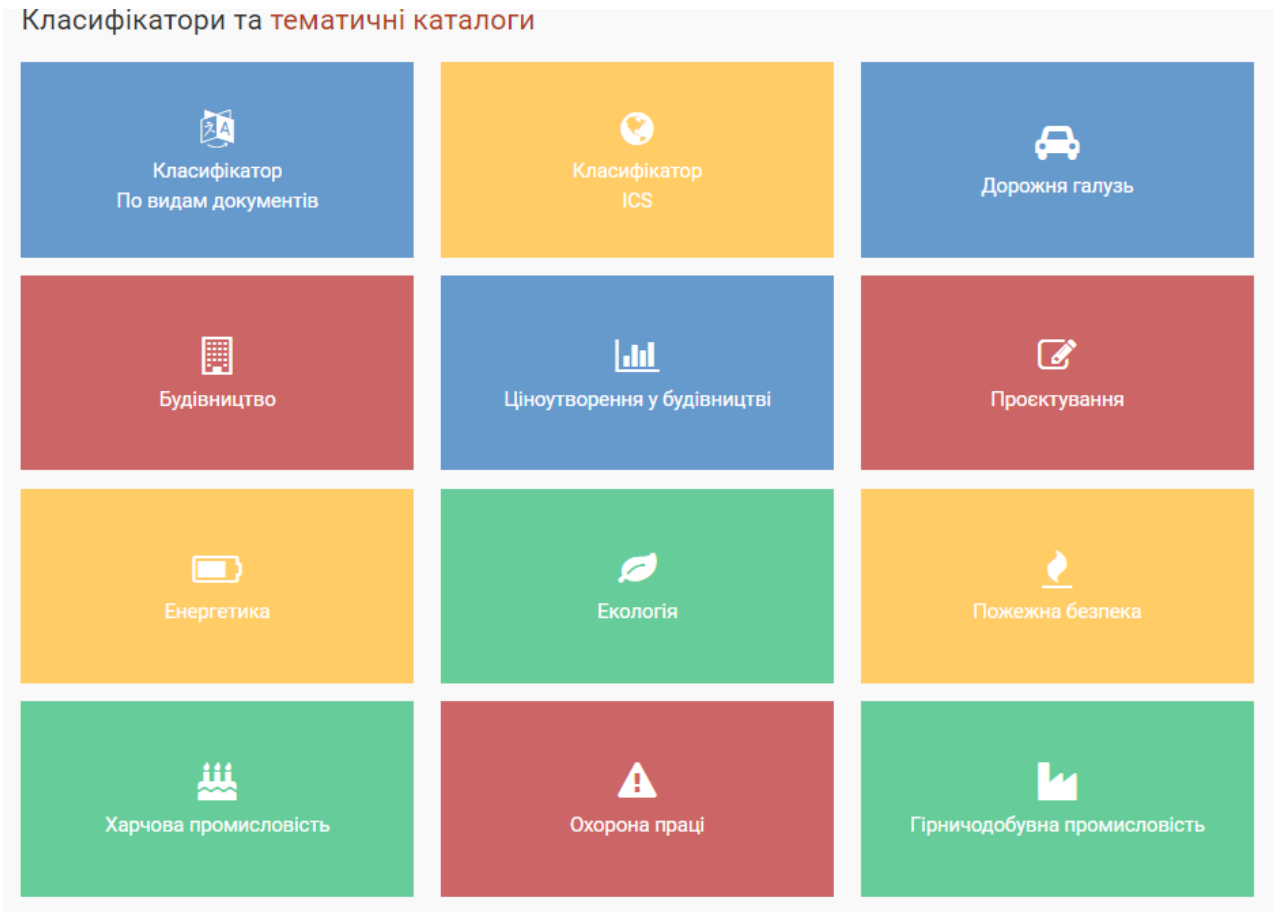 Класифікатори та тематичні каталоги
Класифікатор
По видам документів
Класифікатор
ICS
Дорожня галузь
Будівництво
Ціноутворення у будівництві
Проєктування
Енергетика
Екологія
Пожежна безпека
Харчова промисловість
Охорона праці
Гірничодобувна промисловість